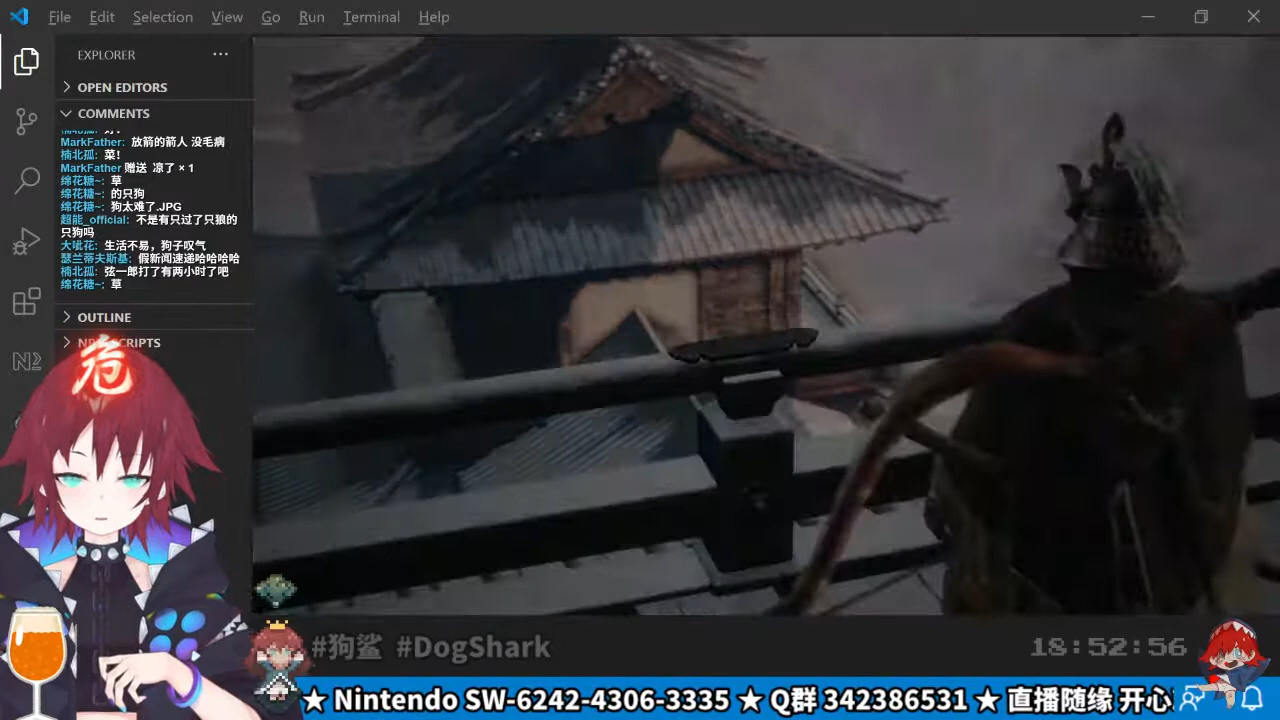 File Edit Selection View Go Run Terminal Help
EXPLORER
OPEN EDITORS
COMMENTS
MarkFather: 放箭的箭人 没毛病
楠北孤: 菜!
MarkFather 赠送 凉了 × 1
绵花糖~: 草
绵花糖~: 的只狗
绵花糖~: 狗太难了.JPG
超能_official: 不是有只过了只狼的
只狗吗
大呲花: 生活不易，狗子叹气
瑟兰蒂夫斯基: 假新闻速递哈哈哈哈
楠北孤: 弦一郎打了有两小时了吧
绵花糖~: 草
OUTLINE
SCRIPTS
危
#狗鲨 #DogShark
18:52:56
★ Nintendo SW-6242-4306-3335 ★ Q群 342386531 ★ 直播随缘 开心